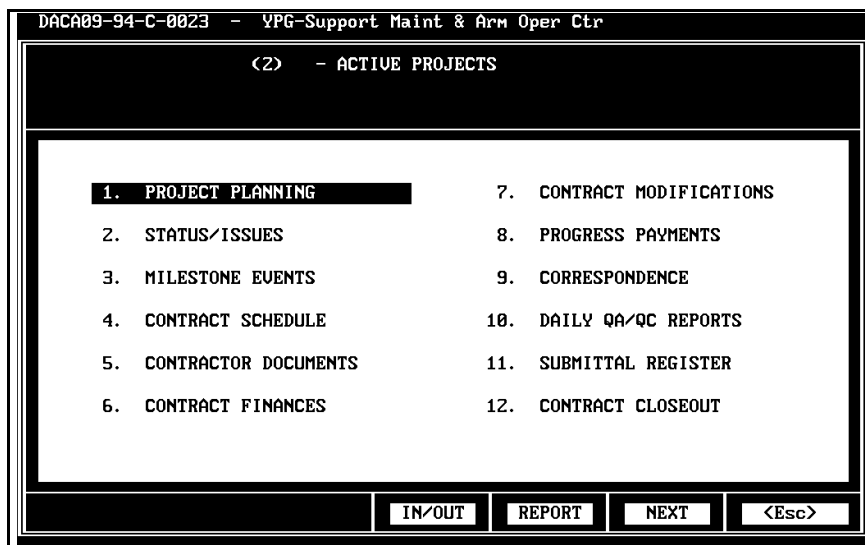 DACA09-94-C-0023 - YPG-Support Maint & Arm Oper Ctr
(2) - ACTIVE PROJECTS
1. PROJECT PLANNING
2. STATUS/ISSUES
3. MILESTONE EVENTS
4. CONTRACT SCHEDULE
5. CONTRACTOR DOCUMENTS
6. CONTRACT FINANCES
7. CONTRACT MODIFICATIONS
8. PROGRESS PAYMENTS
9. CORRESPONDENCE
10. DAILY QA/QC REPORTS
11. SUBMITTAL REGISTER
12. CONTRACT CLOSEOUT
IN/OUT REPORT NEXT <Esc>